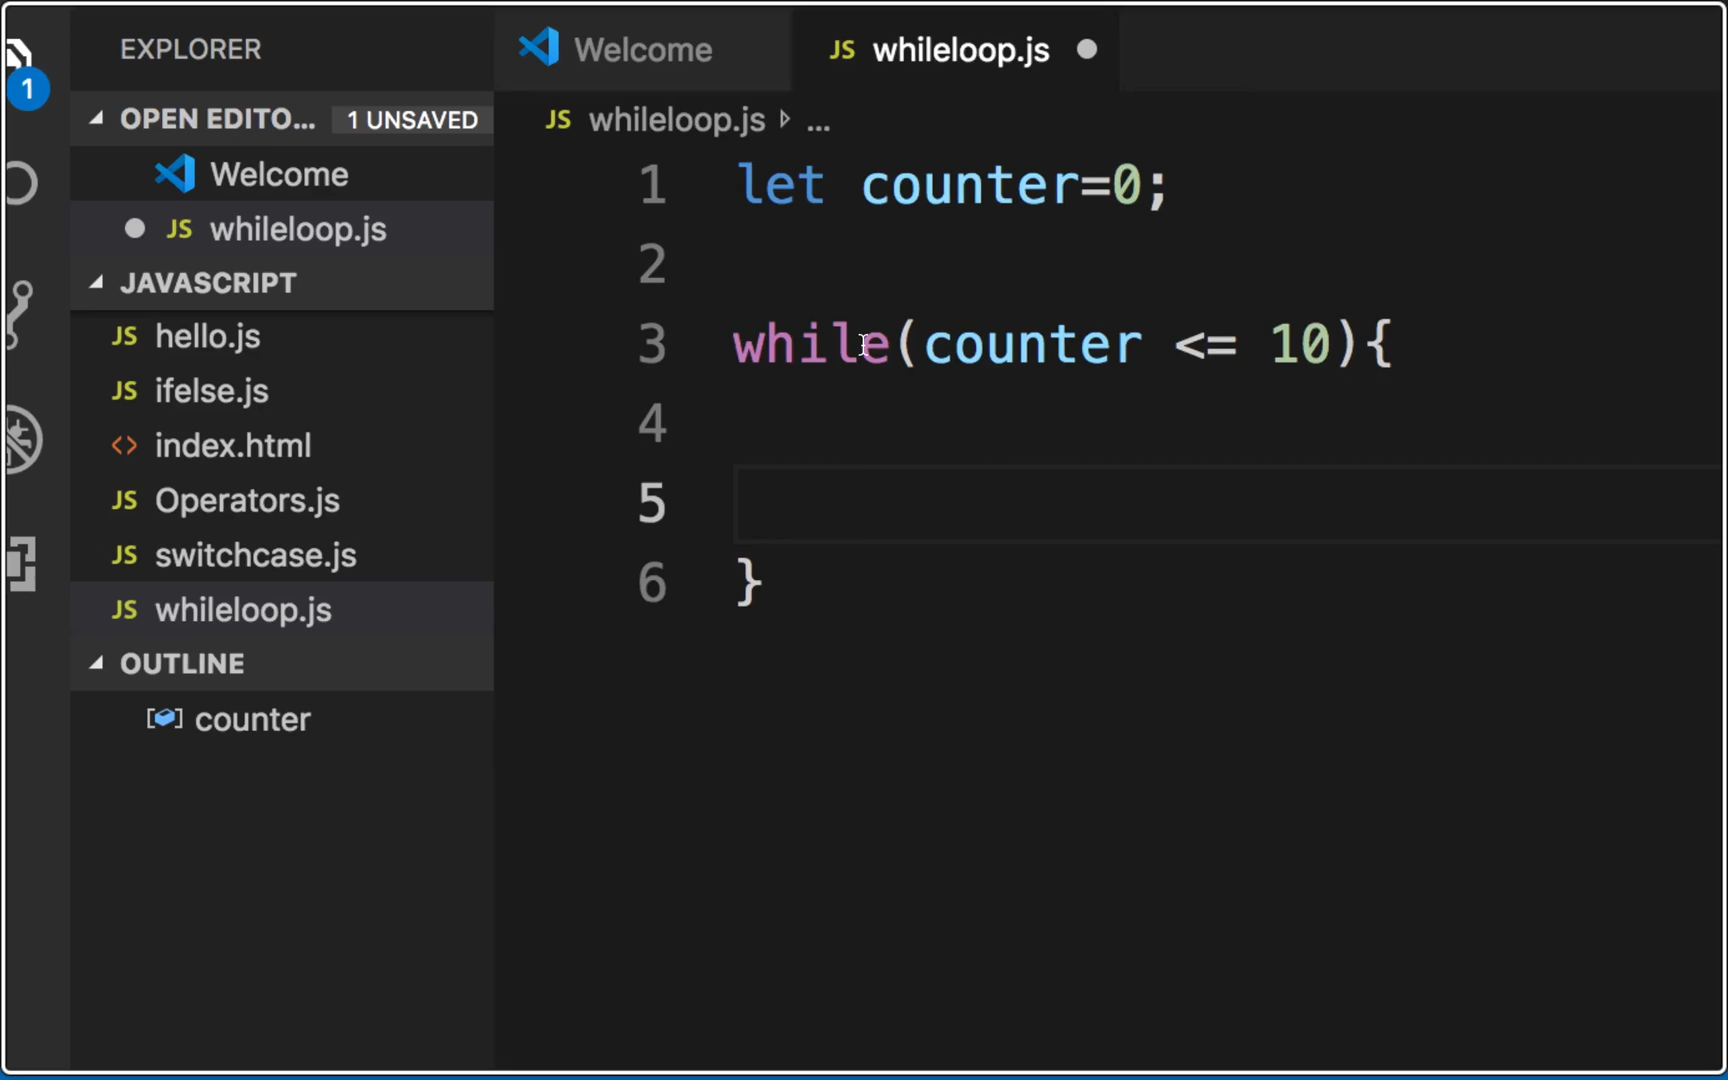 EXPLORER
Welcome
JS whileloop.js
1
OPEN EDITO... 1 UNSAVED
Welcome
JS whileloop.js
JAVASCRIPT
JS hello.js
JS ifelse.js
<> index.html
JS Operators.js
JS switchcase.js
JS whileloop.js
OUTLINE
counter
JS whileloop.js ...
1 let counter=0;
2
3 while(counter <= 10){
4
5
6 }